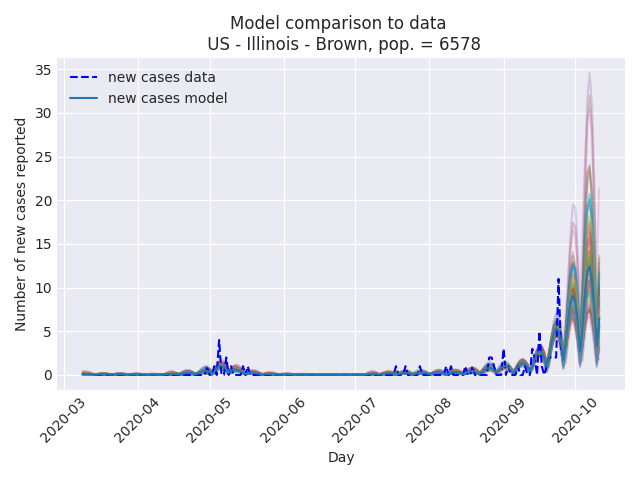 Model comparison to data
US - Illinois - Brown, pop. = 6578
new cases data
new cases model
Number of new cases reported
35
30
25
20
15
10
5
0
2020-03
2020-04
2020-05
2020-06
2020-07
2020-08
2020-09
2020-10
Day